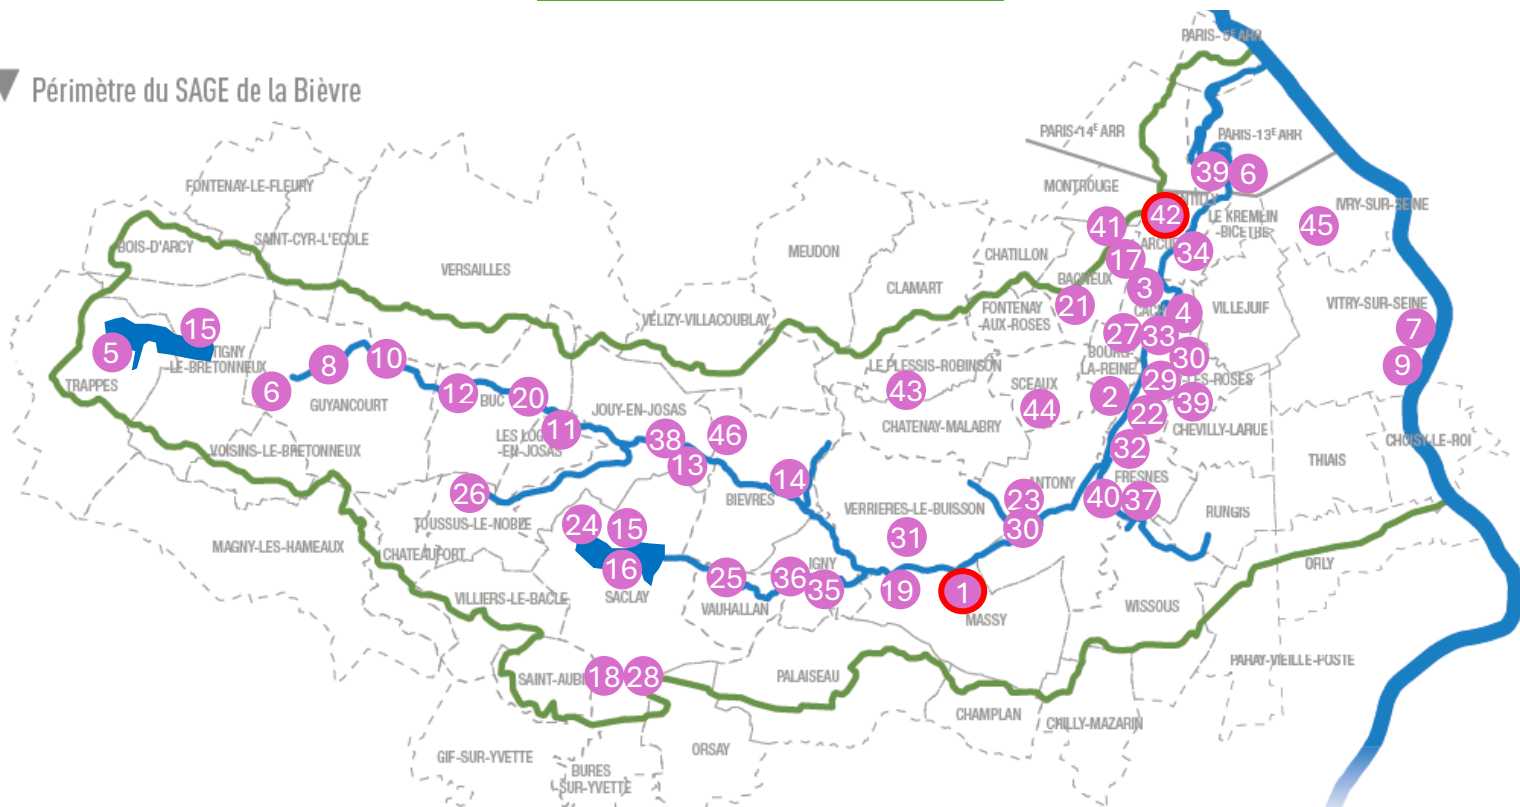 PARIS- 5E ARR
Périmètre du SAGE de la Bièvre
PARIS-14E ARR
PARIS-13E ARR
39
6
FONTENAY-LE-FLEURY
MONTROUGE
IVRY-SUR-SEINE
42
LE KREMLIN
-BICETRE
41
45
BOIS-D'ARCY
SAINT-CYR-L'ECOLE
34
MEUDON
CHATILLON
17
VERSAILLES
BAGNEUX
3
CLAMART
21
FONTENAY
-AUX-ROSES
VILLEJUIF
VITRY-SUR-SEINE
4
VELIZY-VILLACOUBLAY
15
7
27
33
5
30
LE-BRETONNEUX
8
10
LE PLESSIS-ROBINSON
BOURG-
LA-REINE
9
TRAPPES
6
SCEAUX
29
43
12
BUC
20
2
39
GUYANCOURT
44
JOUY-EN-JOSAS
22
CHATENAY-MALABRY
11
CHEVILLY-LARUE
38
46
CHOISY-LE-ROI
VOISINS-LE-BRETONNEUX
-EN-JOSAS
32
THIAIS
13
14
FRESNES
26
BIEVRES
23
40
37
VERRIERES-LE-BUISSON
RUNGIS
TOUSSUS-LE-NOBLE
24
15
30
31
MAGNY-LES-HAMEAUX
CHATEAUFORT
16
IGNY
ORLY
25
36
35
19
1
VILLIERS-LE-BACLE
SACLAY
VAUHALLAN
WISSOUS
MASSY
18
28
PALAISEAU
PARAY-VIEILLE-POSTE
CHAMPLAN
CHILLY-MAZARIN
ORSAY
GIF-SUR-YVETTE
BURES
-SUR-YVETTE